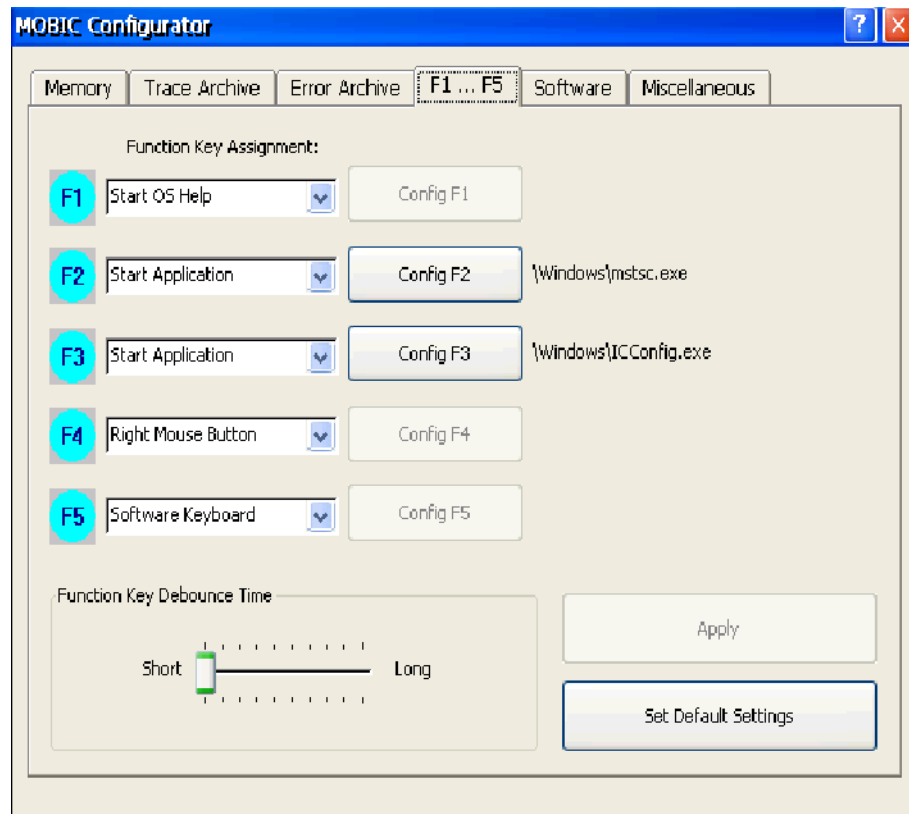 MOBIC Configurator
?
Memory Trace Archive Error Archive F1 ... F5 Software Miscellaneous
Function Key Assignment:
F1 Start OS Help Config F1
F2 Start Application Config F2 \Windows\mstsc.exe
F3 Start Application Config F3 \Windows\ICConfig.exe
F4 Right Mouse Button Config F4
F5 Software Keyboard Config F5
Function Key Debounce Time
Short Long
Apply
Set Default Settings